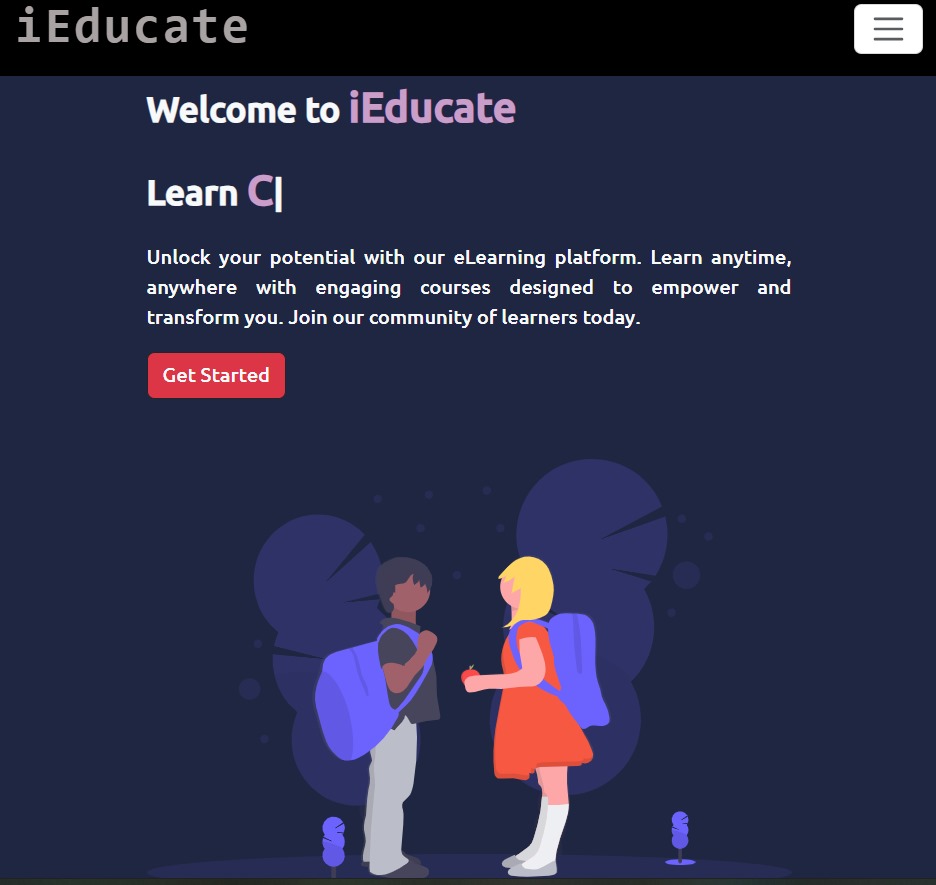 iEducate
Welcome to iEducate
Learn C|
Unlock your potential with our eLearning platform. Learn anytime,
anywhere with engaging courses designed to empower and
transform you. Join our community of learners today.
Get Started